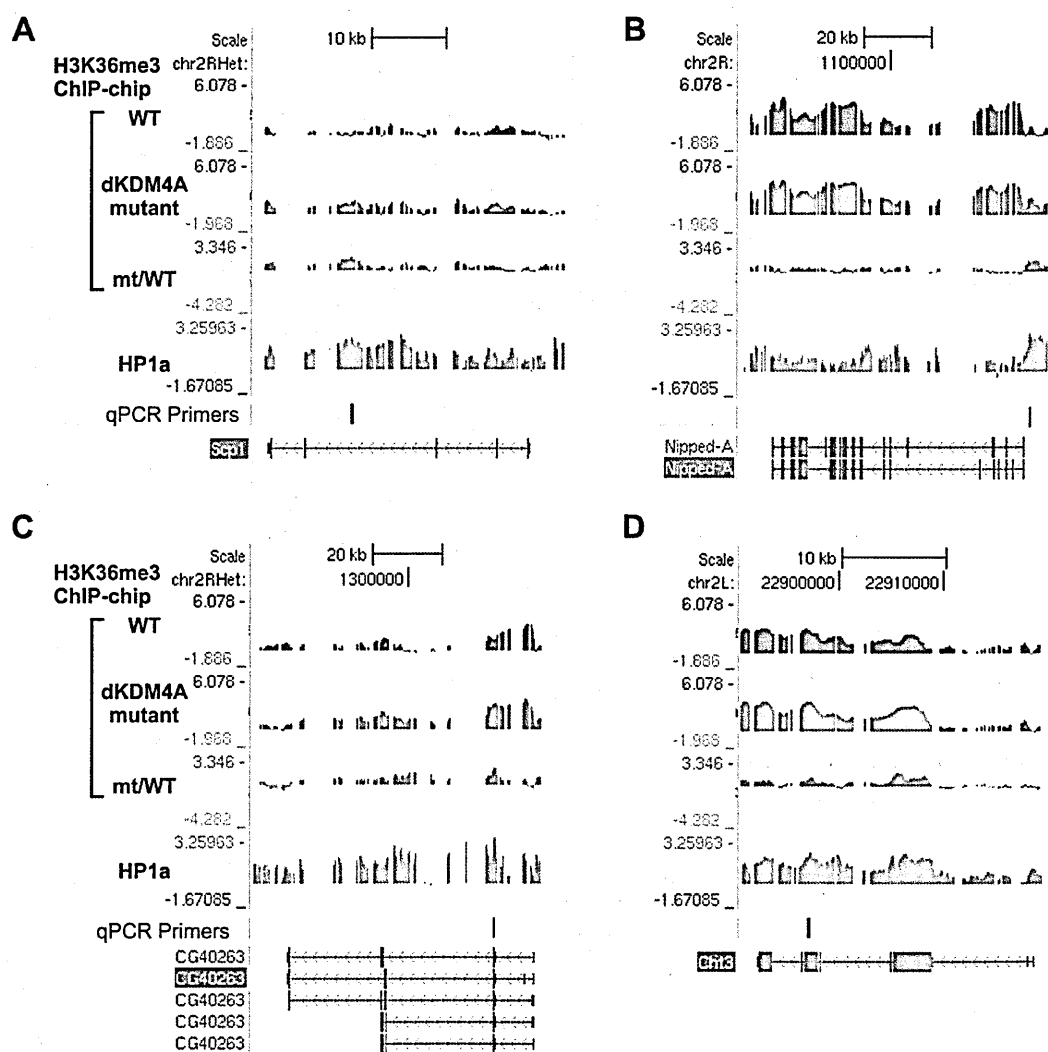 A
Scale
10 kb
H3K36me3
ChIP-chip
chr2RHet:
6.078 -
WT
-1.886 _
6.078 -
dKDM4A
mutant
-1.968 _
3.346 -
mt/WT
-4.282 _
3.25963 -
HP1a
-1.67085 _
qPCR Primers
Scp1
B
Scale
20 kb
chr2R:
1100000
6.078 -
-1.886 _
6.078 -
-1.968 _
3.346 -
-4.282 _
3.25963 -
-1.67085 _
Nipped-A
Nipped-A
C
Scale
20 kb
H3K36me3
ChIP-chip
chr2RHet:
1300000
6.078 -
WT
-1.886 _
6.078 -
dKDM4A
mutant
-1.968 _
3.346 -
mt/WT
-4.282 _
3.25963 -
HP1a
-1.67085 _
qPCR Primers
CG40263
CG40263
CG40263
CG40263
CG40263
D
Scale
10 kb
chr2L:
22900000
22910000
6.078 -
-1.886 _
6.078 -
-1.968 _
3.346 -
-4.282 _
3.25963 -
-1.67085 _